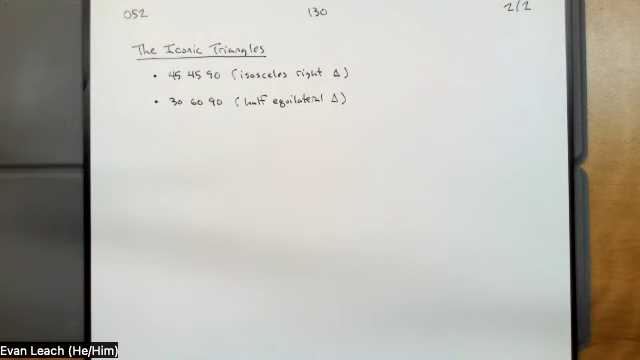 052 130 2/2
The Iconic Triangles
• 45 45 90 (isosceles right Δ)
• 30 60 90 (half equilateral Δ)
Evan Leach (He/Him)